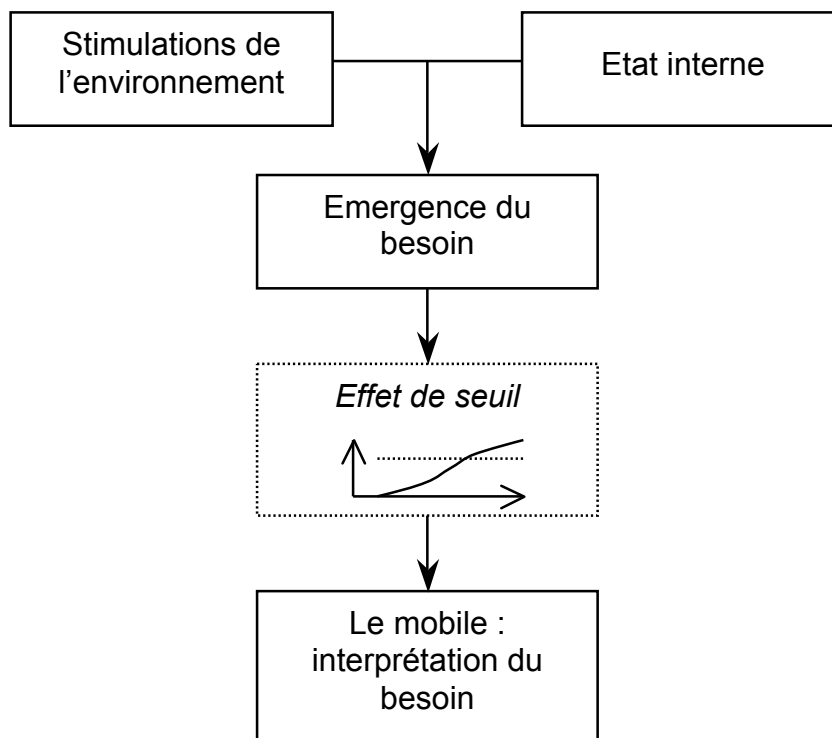 Stimulations de
l’environnement
Etat interne
Emergence du
besoin
Effet de seuil
Le mobile :
interprétation du
besoin